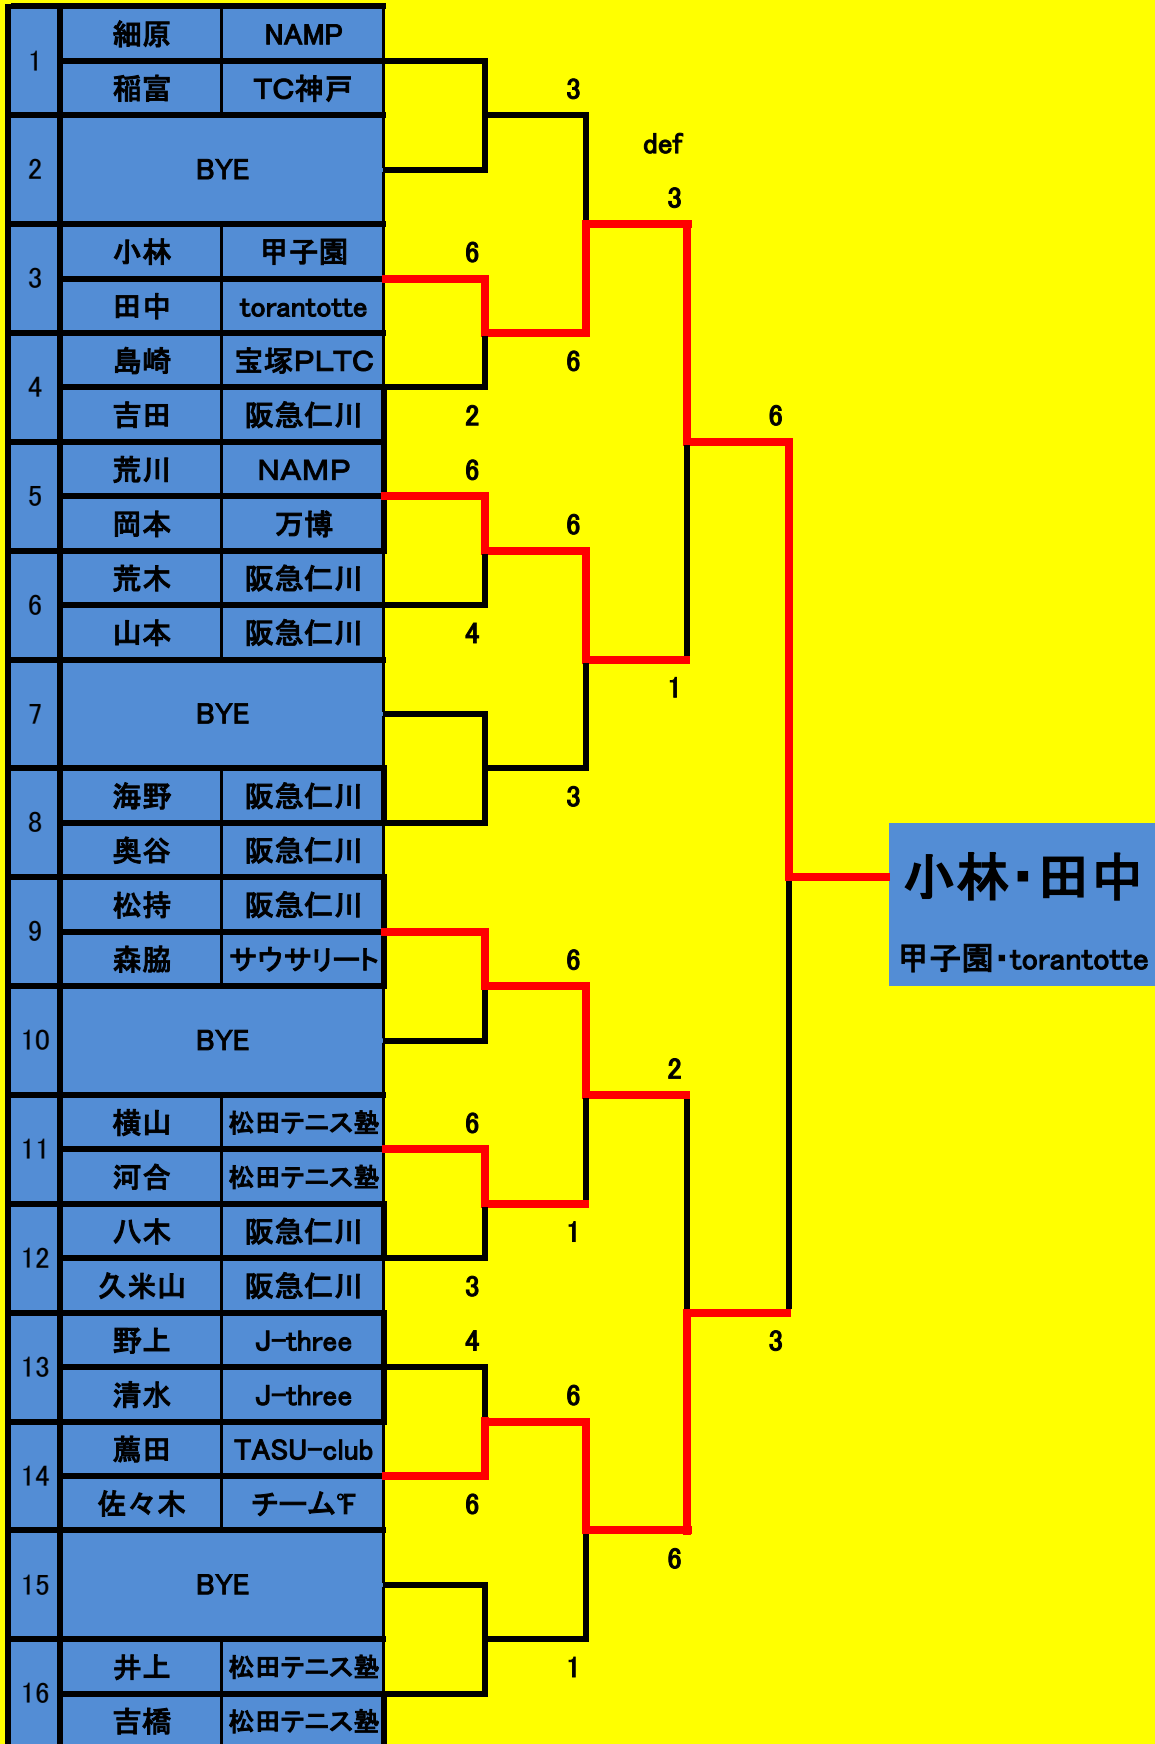 1 細原 NAMP
稲富 TC神戸
3
2 BYE
def
3
3 小林 甲子園 6
田中 torantotte
4 島崎 宝塚PLTC 6
吉田 阪急仁川 2 6
5 荒川 NAMP 6
岡本 万博 6
6 荒木 阪急仁川
山本 阪急仁川 4
1
7 BYE
8 海野 阪急仁川 3
奥谷 阪急仁川
小林・田中
甲子園・torantotte
9 松持 阪急仁川
森脇 サウサリート 6
10 BYE
2
11 横山 松田テニス塾 6
河合 松田テニス塾
12 八木 阪急仁川 1
久米山 阪急仁川 3
13 野上 J-three 4 3
清水 J-three 6
14 薦田 TASU-club
佐々木 チーム℉ 6
6
15 BYE
16 井上 松田テニス塾 1
吉橋 松田テニス塾